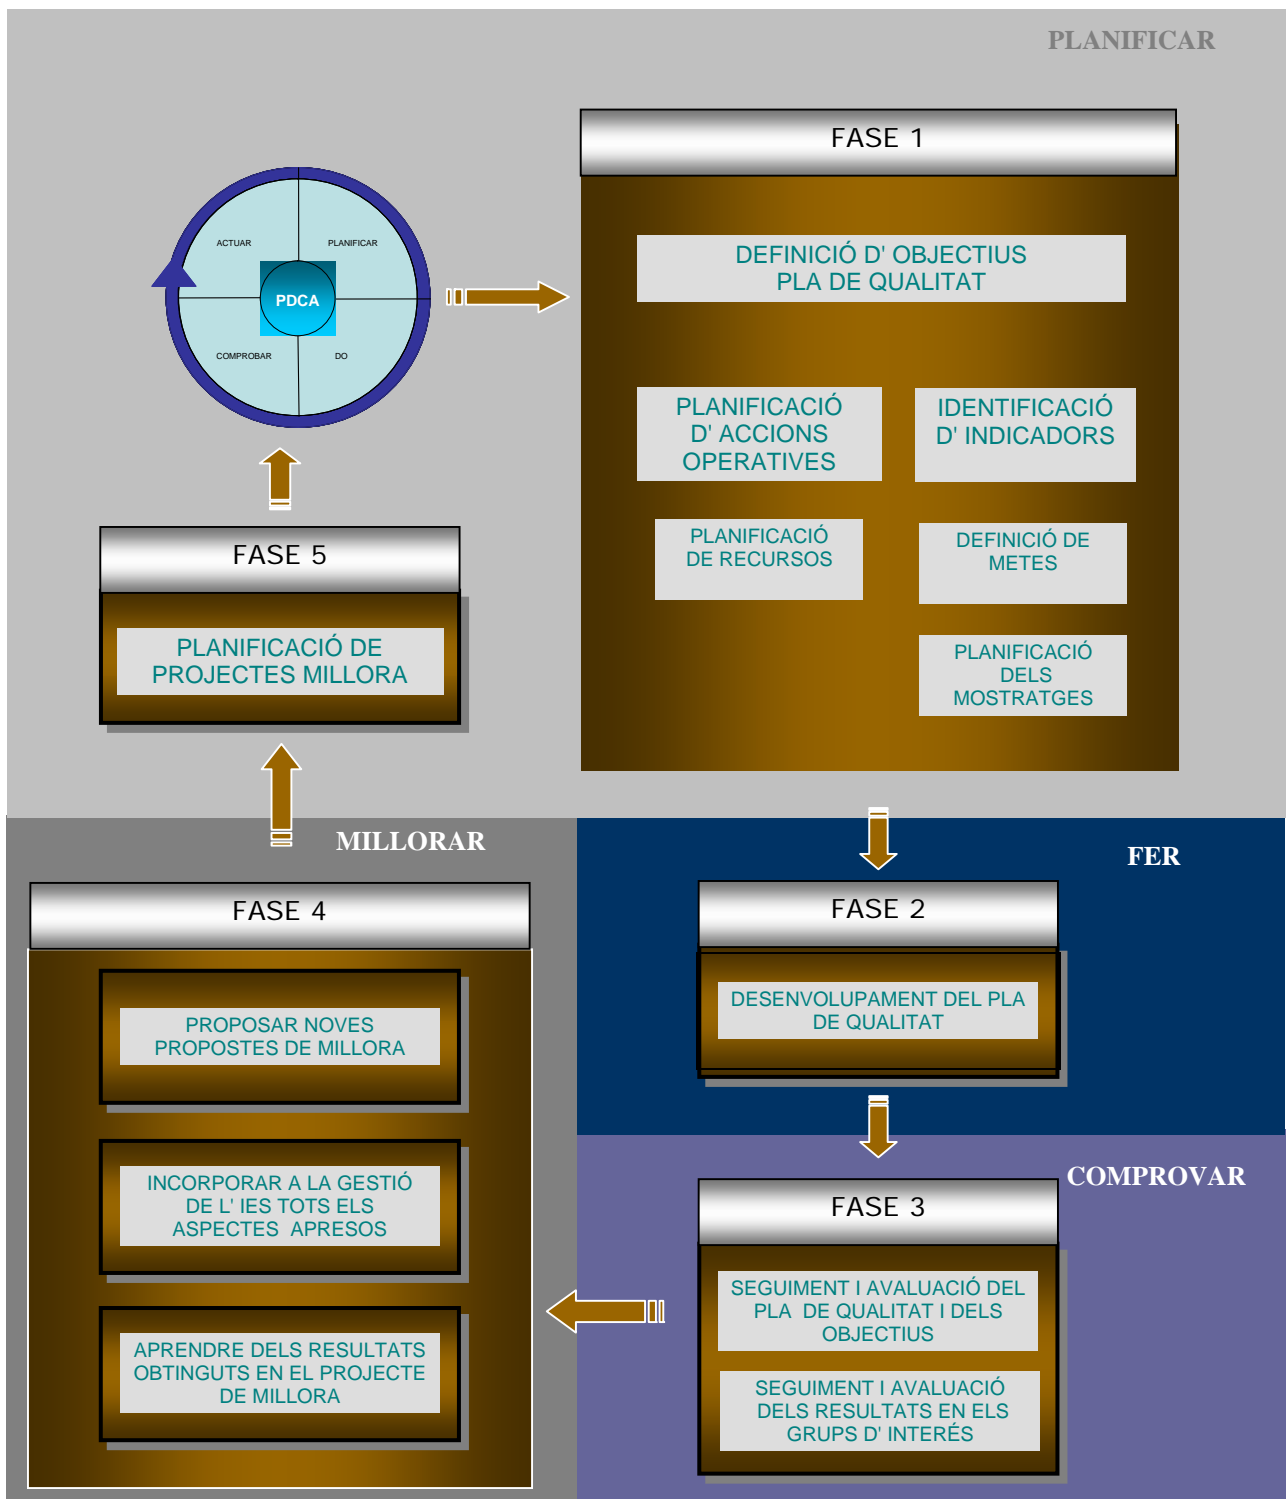 PLANIFICAR
FASE 1
DEFINICIÓ D' OBJECTIUS
PLA DE QUALITAT
PLANIFICACIÓ
D' ACCIONS
OPERATIVES
IDENTIFICACIÓ
D' INDICADORS
PLANIFICACIÓ
DE RECURSOS
DEFINICIÓ DE
METES
PLANIFICACIÓ
DELS
MOSTRATGES
ACTUAR
PLANIFICAR
PDCA
COMPROBAR
DO
FASE 5
PLANIFICACIÓ DE
PROJECTES MILLORA
MILLORAR
FASE 4
PROPOSAR NOVES
PROPOSTES DE MILLORA
INCORPORAR A LA GESTIÓ
DE L' IES TOTS ELS
ASPECTES  APRESOS
APRENDRE DELS RESULTATS
OBTINGUTS EN EL PROJECTE
DE MILLORA
FER
FASE 2
DESENVOLUPAMENT DEL PLA
DE QUALITAT
COMPROVAR
FASE 3
SEGUIMENT I AVALUACIÓ DEL
PLA  DE QUALITAT I DELS
OBJECTIUS
SEGUIMENT I AVALUACIÓ
DELS RESULTATS EN ELS
GRUPS D' INTERÉS